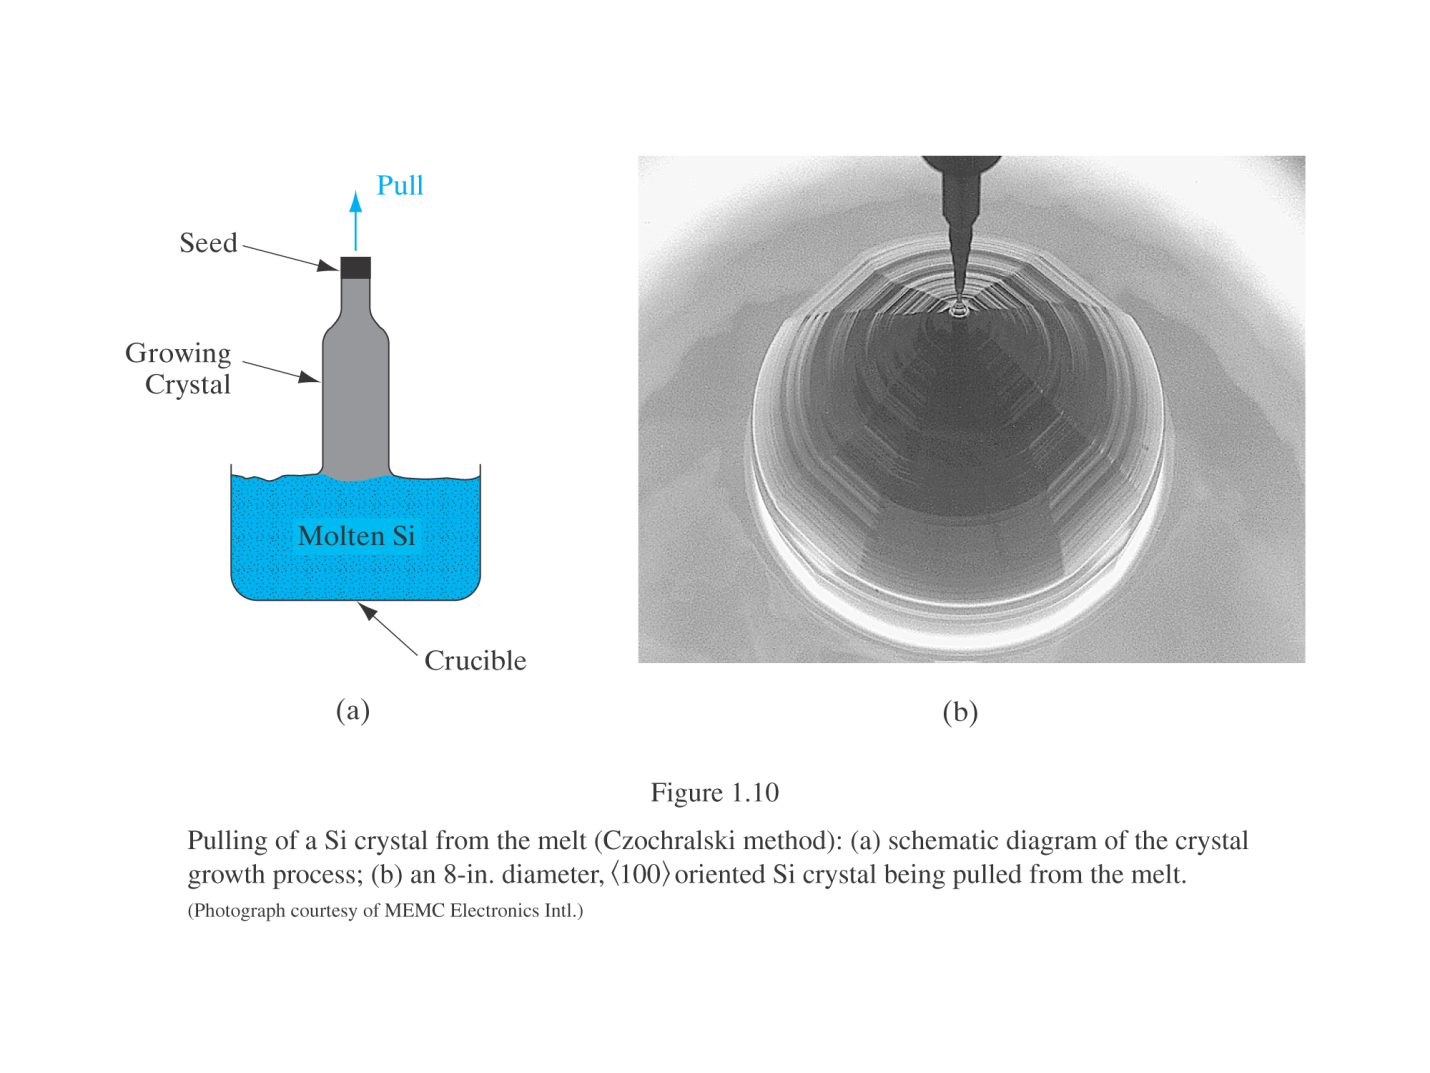 Pull
Seed
Growing
Crystal
Molten Si
Crucible
(a)
(b)
Figure 1.10
Pulling of a Si crystal from the melt (Czochralski method): (a) schematic diagram of the crystal
growth process; (b) an 8-in. diameter, ⟨100⟩ oriented Si crystal being pulled from the melt.
(Photograph courtesy of MEMC Electronics Intl.)